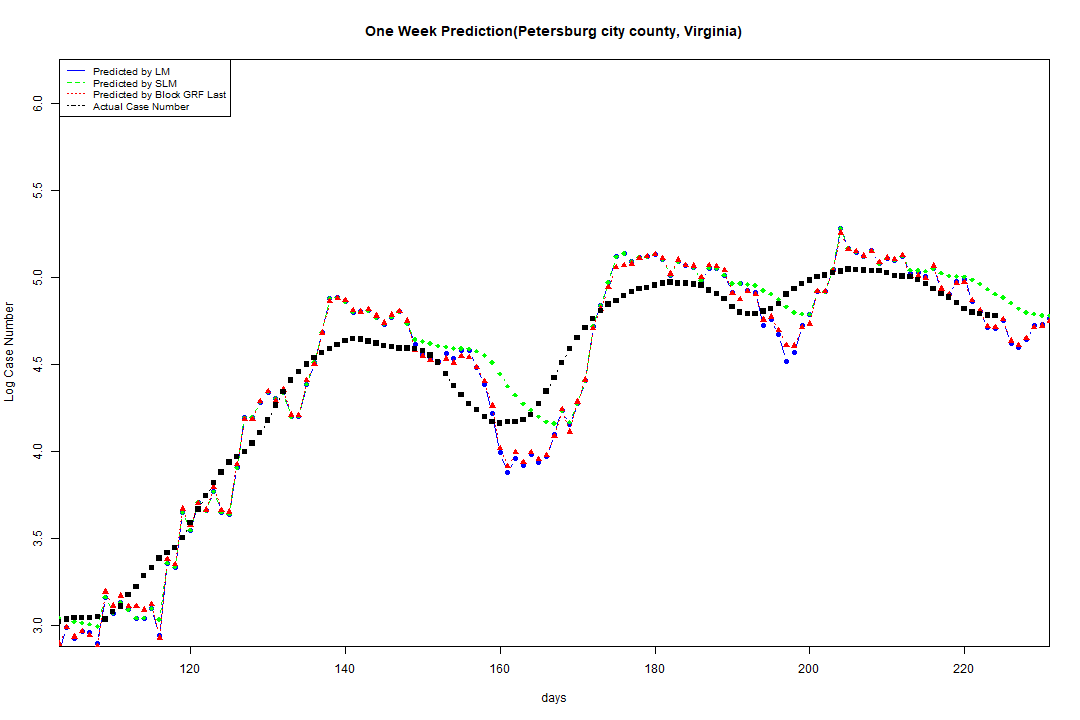 One Week Prediction(Petersburg city county, Virginia)
Predicted by LM
Predicted by SLM
Predicted by Block GRF Last
Actual Case Number
6.0
5.5
5.0
4.5
4.0
3.5
3.0
Log Case Number
120 140 160 180 200 220
days